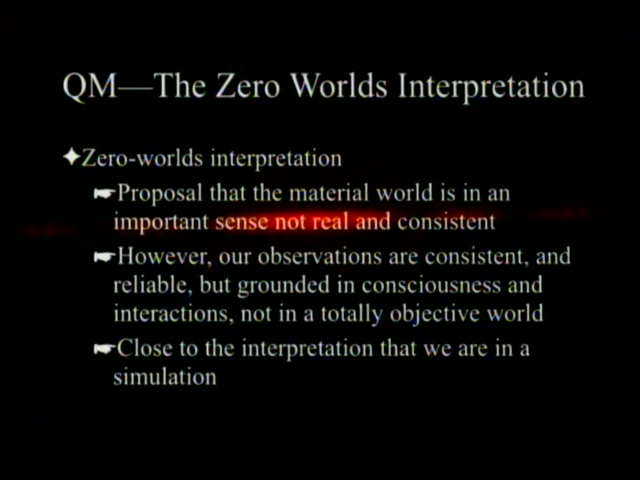 QM—The Zero Worlds Interpretation
Zero-worlds interpretation
Proposal that the material world is in an
important sense not real and consistent
However, our observations are consistent, and
reliable, but grounded in consciousness and
interactions, not in a totally objective world
Close to the interpretation that we are in a
simulation